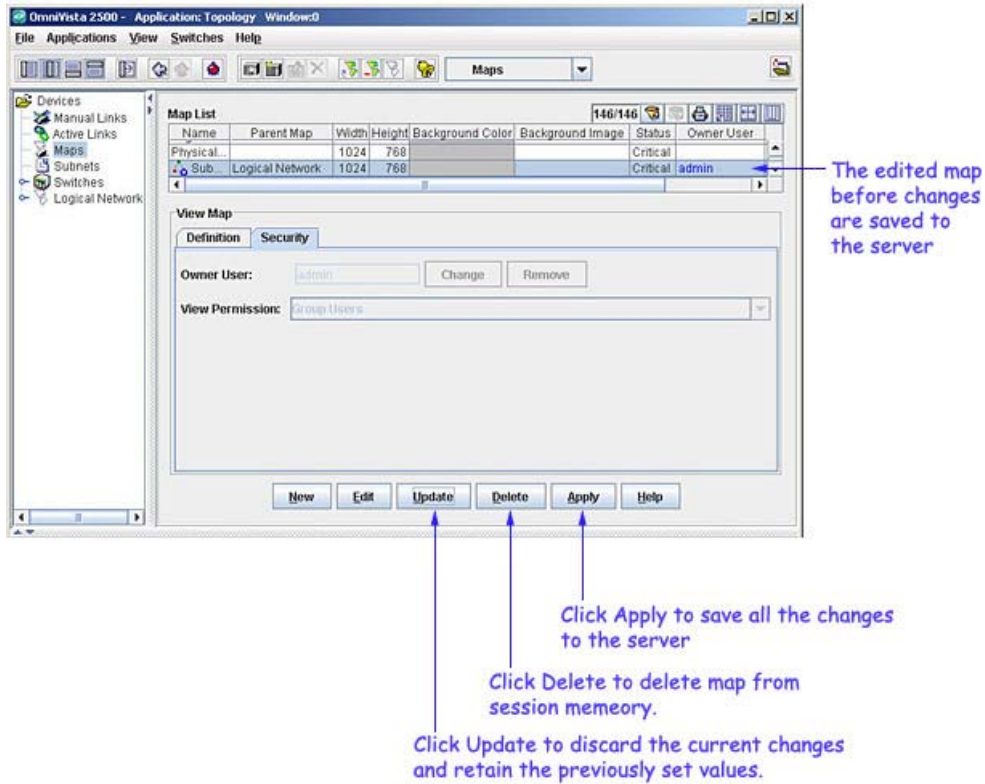 OmniVista 2500 - Application: Topology Window:0
File Applications View Switches Help
Maps
Devices
Manual Links
Active Links
Maps
Subnets
Switches
Logical Network
Map List
146/146
Name Parent Map Width Height Background Color Background Image Status Owner User
Physical... 1024 768 Critical
Sub... Logical Network 1024 768 Critical admin
The edited map
before changes
are saved to
the server
View Map
Definition Security
Owner User: admin Change Remove
View Permission: Group Users
New Edit Update Delete Apply Help
Click Apply to save all the changes
to the server
Click Delete to delete map from
session memeory.
Click Update to discard the current changes
and retain the previously set values.